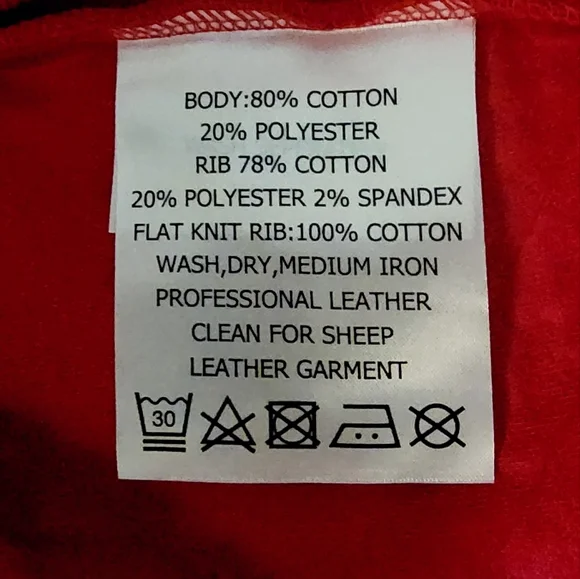 BODY:80% COTTON
20% POLYESTER
RIB 78% COTTON
20% POLYESTER 2% SPANDEX
FLAT KNIT RIB:100% COTTON
WASH,DRY,MEDIUM IRON
PROFESSIONAL LEATHER
CLEAN FOR SHEEP
LEATHER GARMENT
30